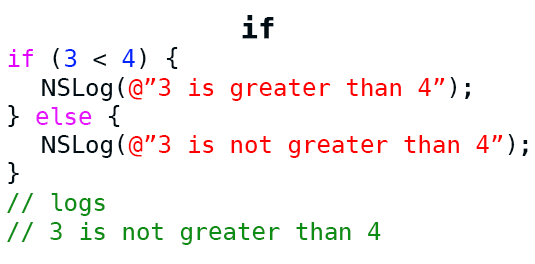 if
if (3 < 4) {
NSLog(@”3 is greater than 4”);
} else {
NSLog(@”3 is not greater than 4”);
}
// logs
// 3 is not greater than 4